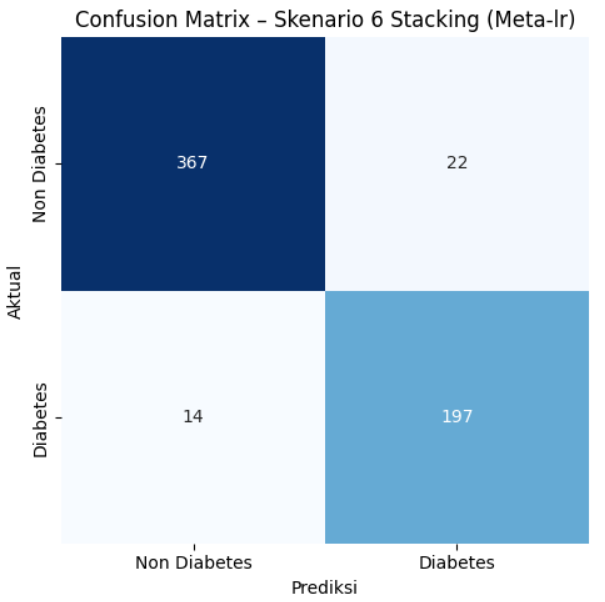 Confusion Matrix – Skenario 6 Stacking (Meta-lr)
Aktual
Non Diabetes
367
22
Diabetes
14
197
Non Diabetes
Diabetes
Prediksi